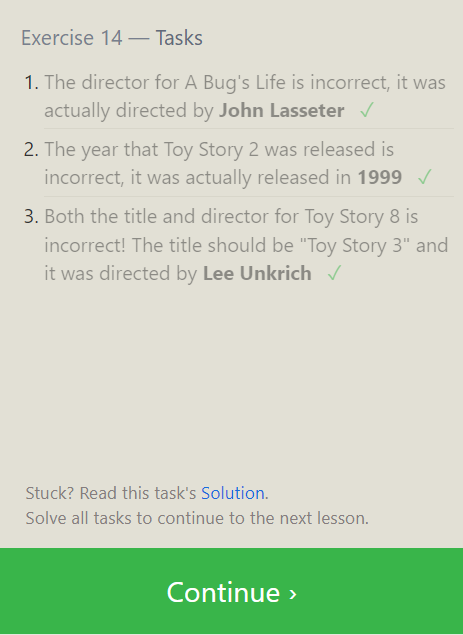 Exercise 14 — Tasks
1. The director for A Bug's Life is incorrect, it was
actually directed by John Lasseter ✓
2. The year that Toy Story 2 was released is
incorrect, it was actually released in 1999 ✓
3. Both the title and director for Toy Story 8 is
incorrect! The title should be "Toy Story 3" and
it was directed by Lee Unkrich ✓
Stuck? Read this task's Solution.
Solve all tasks to continue to the next lesson.
Continue ›